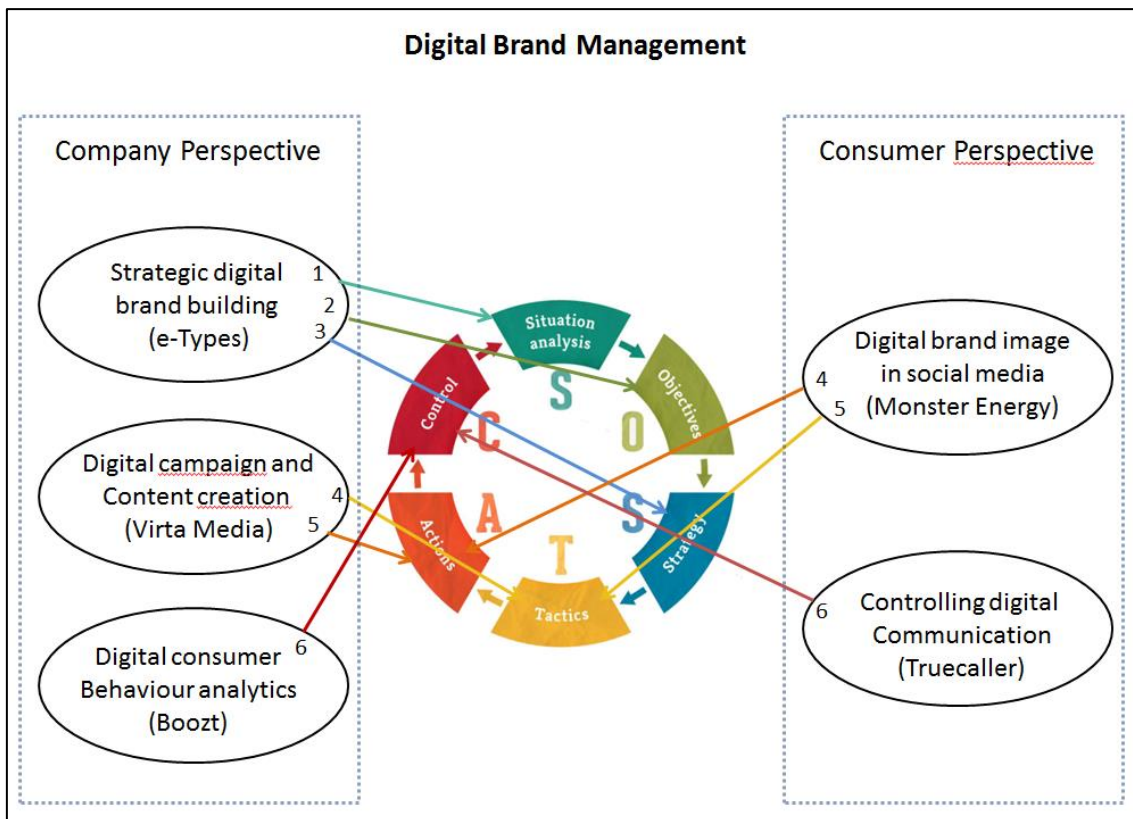 Digital Brand Management
Company Perspective
Strategic digital
brand building
(e-Types)
1
2
3
Digital campaign and
Content creation
(Virta Media)
4
5
Digital consumer
Behaviour analytics
(Boozt)
6
Situation
analysis
Objectives
Strategy
Tactics
Actions
Control
S
O
S
T
A
C
Consumer Perspective
Digital brand image
in social media
(Monster Energy)
4
5
Controlling digital
Communication
(Truecaller)
6